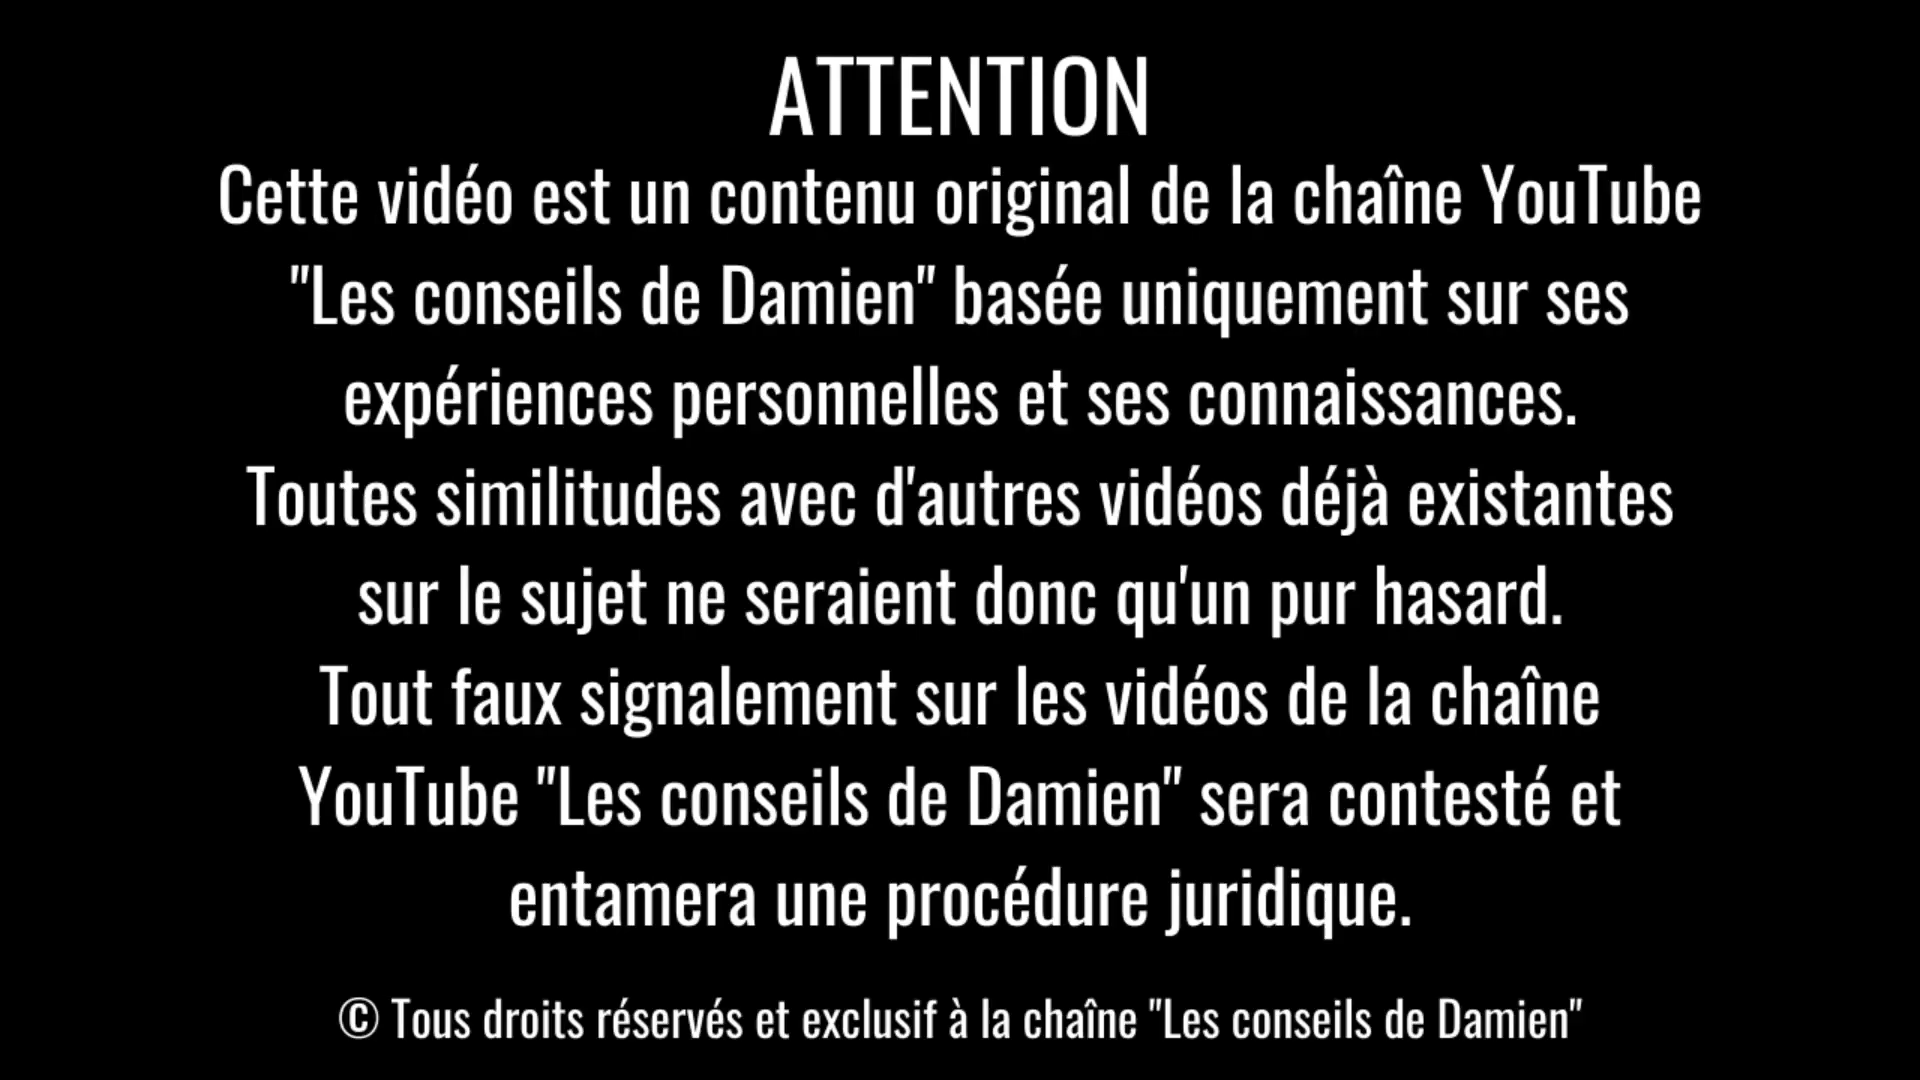 ATTENTION
Cette vidéo est un contenu original de la chaîne YouTube
"Les conseils de Damien" basée uniquement sur ses
expériences personnelles et ses connaissances.
Toutes similitudes avec d'autres vidéos déjà existantes
sur le sujet ne seraient donc qu'un pur hasard.
Tout faux signalement sur les vidéos de la chaîne
YouTube "Les conseils de Damien" sera contesté et
entamera une procédure juridique.
© Tous droits réservés et exclusif à la chaîne "Les conseils de Damien"